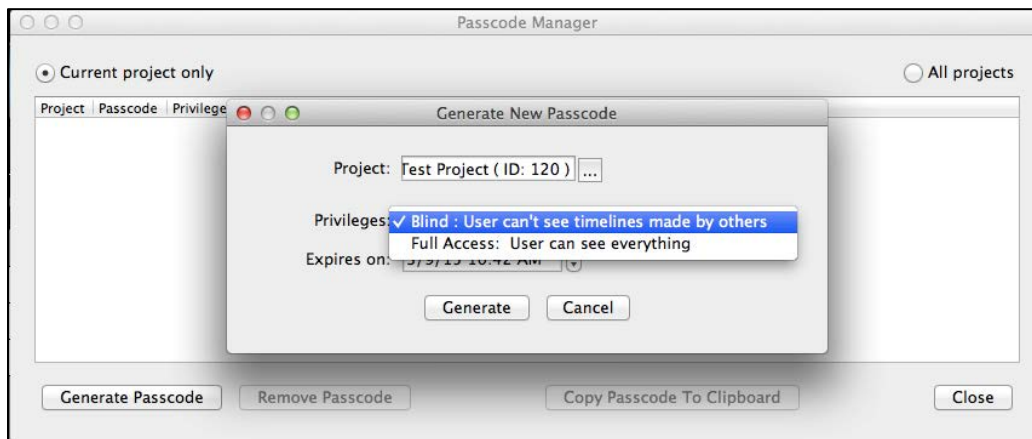 Passcode Manager
Current project only
All projects
Project Passcode Privilege
Generate New Passcode
Project: Test Project ( ID: 120 ) ...
Privileges: ✓ Blind : User can't see timelines made by others
Full Access: User can see everything
Expires on:
Generate Cancel
Generate Passcode Remove Passcode Copy Passcode To Clipboard Close